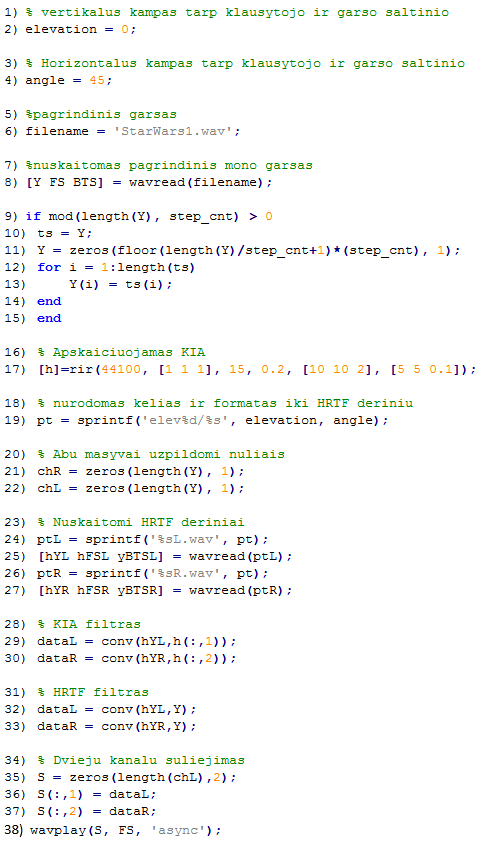 1) % vertikalus kampas tarp klausytojo ir garso saltinio
2) elevation = 0;
3) % Horizontalus kampas tarp klausytojo ir garso saltinio
4) angle = 45;
5) %pagrindinis garsas
6) filename = 'StarWars1.wav';
7) %nuskaitomas pagrindinis mono garsas
8) [Y FS BTS] = wavread(filename);
9) if mod(length(Y), step_cnt) > 0
10) ts = Y;
11) Y = zeros(floor(length(Y)/step_cnt+1)*(step_cnt), 1);
12) for i = 1:length(ts)
13) Y(i) = ts(i);
14) end
15) end
16) % Apskaiciuojamas KIA
17) [h]=rir(44100, [1 1 1], 15, 0.2, [10 10 2], [5 5 0.1]);
18) % nurodomas kelias ir formatas iki HRTF deriniu
19) pt = sprintf('elev%d/%s', elevation, angle);
20) % Abu masyvai uzpildomi nuliais
21) chR = zeros(length(Y), 1);
22) chL = zeros(length(Y), 1);
23) % Nuskaitomi HRTF deriniai
24) ptL = sprintf('%sL.wav', pt);
25) [hYL hFSL yBTSL] = wavread(ptL);
26) ptR = sprintf('%sR.wav', pt);
27) [hYR hFSR yBTSR] = wavread(ptR);
28) % KIA filtras
29) dataL = conv(hYL,h(:,1));
30) dataR = conv(hYR,h(:,2));
31) % HRTF filtras
32) dataL = conv(hYL,Y);
33) dataR = conv(hYR,Y);
34) % Dvieju kanalu suliejimas
35) S = zeros(length(chL),2);
36) S(:,1) = dataL;
37) S(:,2) = dataR;
38) wavplay(S, FS, 'async');